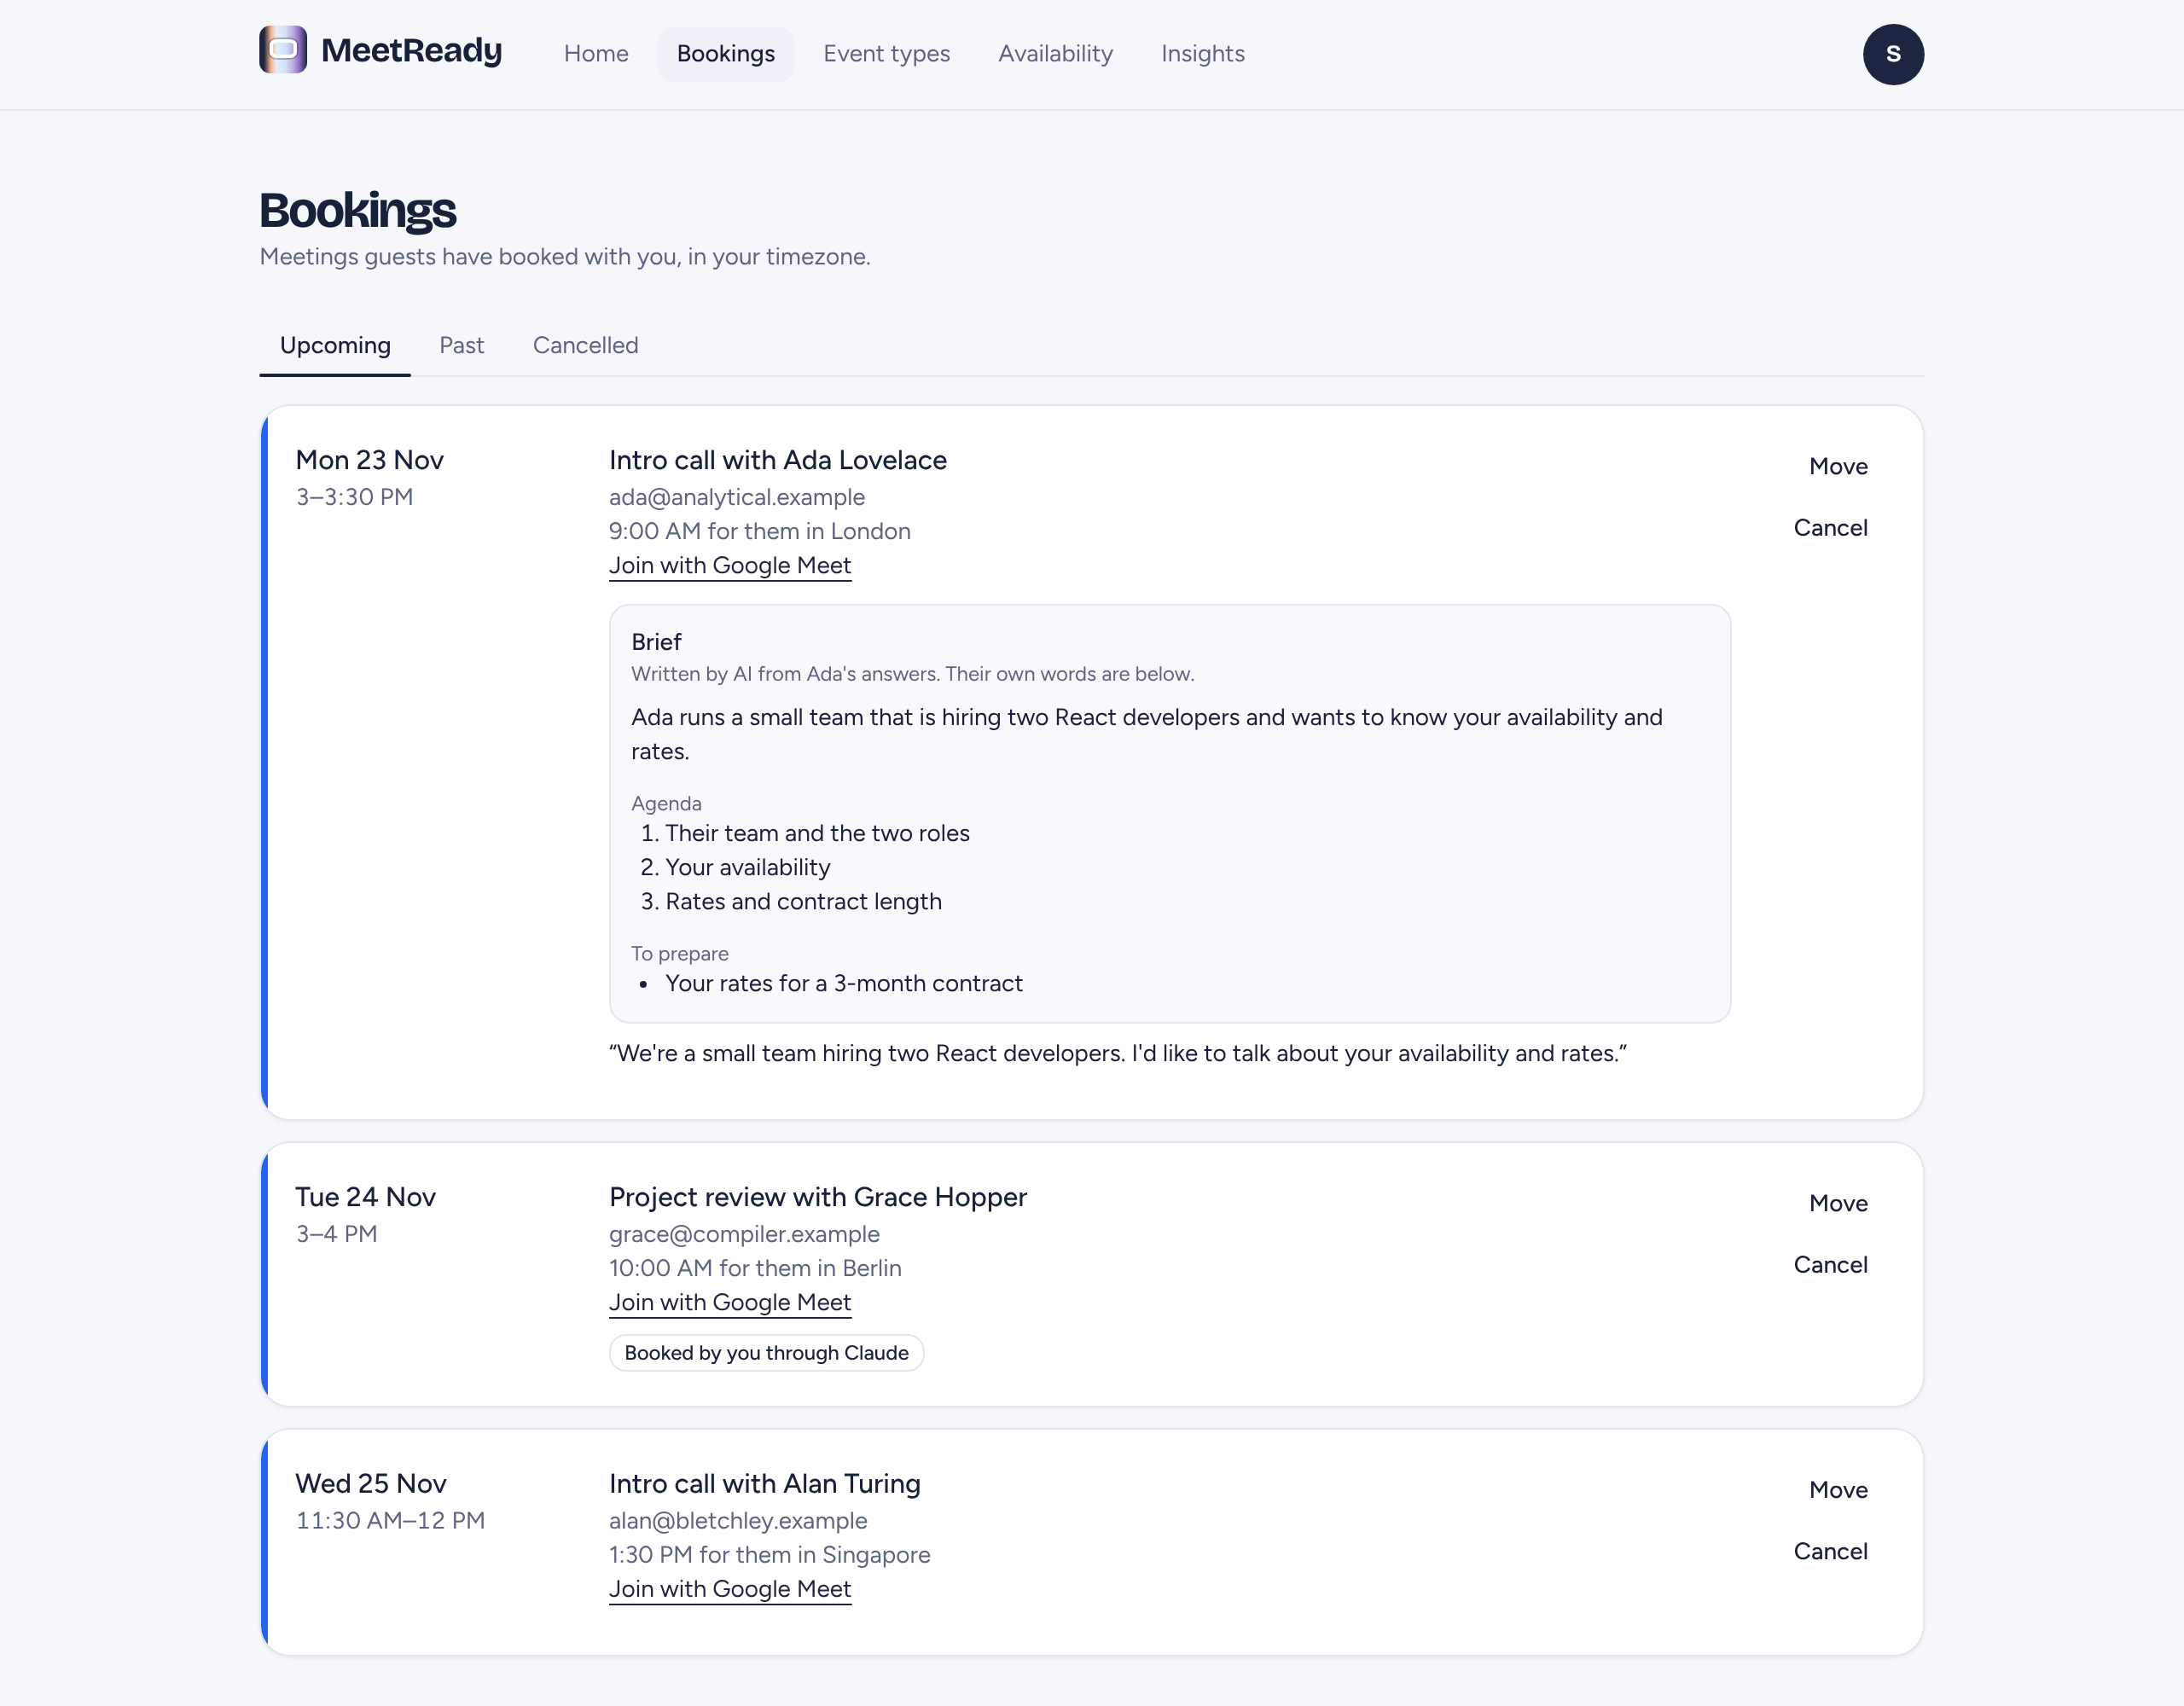 MeetReady
Home
Bookings
Event types
Availability
Insights
S
Bookings
Meetings guests have booked with you, in your timezone.
Upcoming
Past
Cancelled
Mon 23 Nov
3–3:30 PM
Intro call with Ada Lovelace
ada@analytical.example
9:00 AM for them in London
Join with Google Meet
Move
Cancel
Brief
Written by AI from Ada's answers. Their own words are below.
Ada runs a small team that is hiring two React developers and wants to know your availability and
rates.
Agenda
1. Their team and the two roles
2. Your availability
3. Rates and contract length
To prepare
• Your rates for a 3-month contract
“We're a small team hiring two React developers. I'd like to talk about your availability and rates.”
Tue 24 Nov
3–4 PM
Project review with Grace Hopper
grace@compiler.example
10:00 AM for them in Berlin
Join with Google Meet
Booked by you through Claude
Move
Cancel
Wed 25 Nov
11:30 AM–12 PM
Intro call with Alan Turing
alan@bletchley.example
1:30 PM for them in Singapore
Join with Google Meet
Move
Cancel